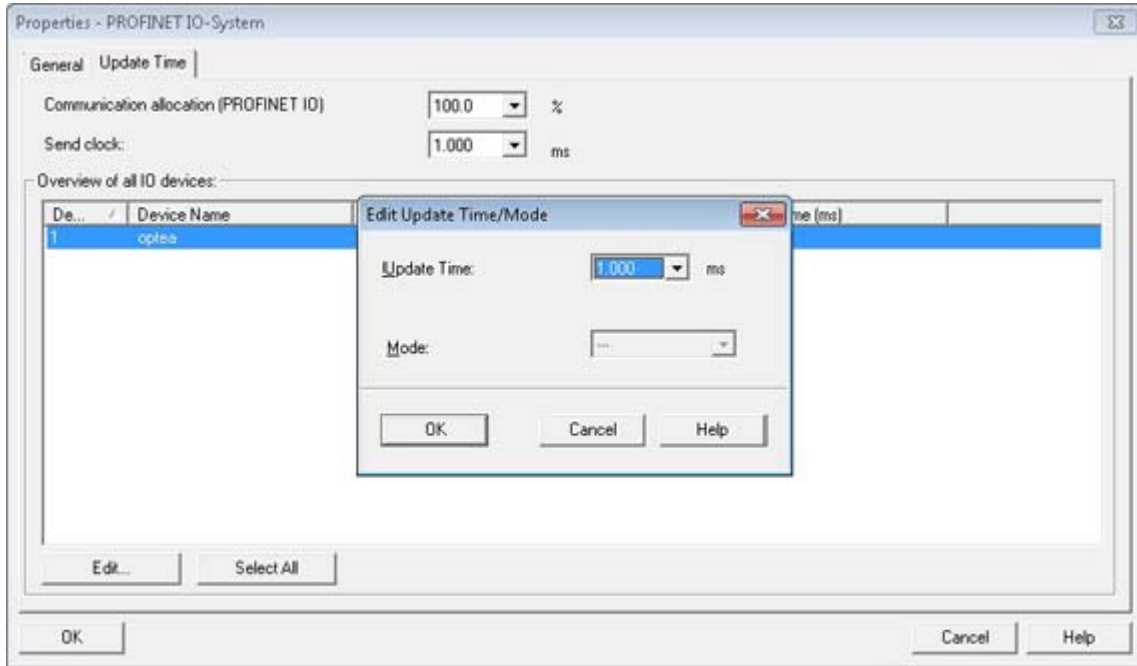 Properties - PROFINET IO-System
General Update Time
Communication allocation (PROFINET IO) 100.0 %
Send clock: 1.000 ms
Overview of all IO devices:
De... Device Name me (ms)
1 optea
Edit Update Time/Mode
Update Time: 1.000 ms
Mode: ---
OK Cancel Help
Edit... Select All
OK Cancel Help